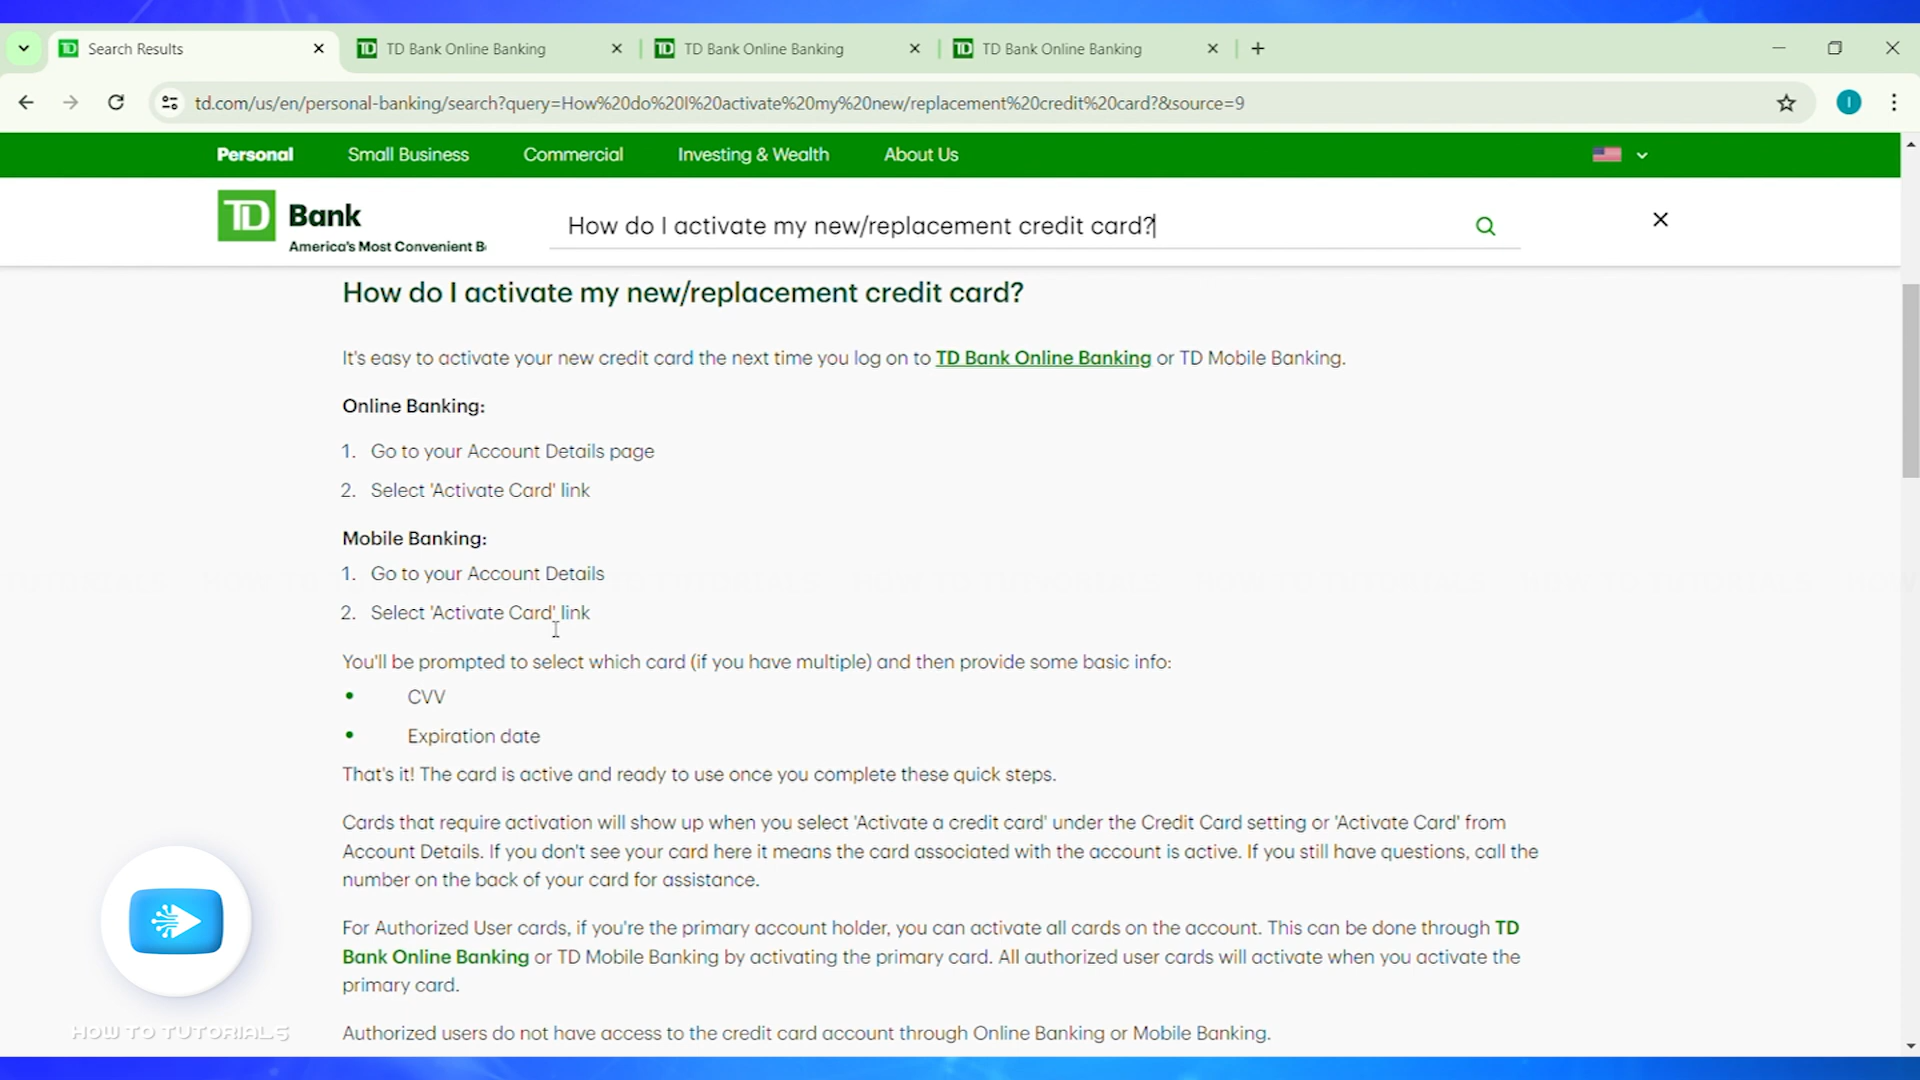 Search Results
TD Bank Online Banking
TD Bank Online Banking
TD Bank Online Banking
td.com/us/en/personal-banking/search?query=How%20do%20I%20activate%20my%20new/replacement%20credit%20card?&source=9
I
Personal Small Business Commercial Investing & Wealth About Us
TD Bank
America's Most Convenient B
How do I activate my new/replacement credit card?
How do I activate my new/replacement credit card?
It's easy to activate your new credit card the next time you log on to TD Bank Online Banking or TD Mobile Banking.
Online Banking:
1. Go to your Account Details page
2. Select 'Activate Card' link
Mobile Banking:
1. Go to your Account Details
2. Select 'Activate Card' link
You'll be prompted to select which card (if you have multiple) and then provide some basic info:
• CVV
• Expiration date
That's it! The card is active and ready to use once you complete these quick steps.
Cards that require activation will show up when you select 'Activate a credit card' under the Credit Card setting or 'Activate Card' from
Account Details. If you don't see your card here it means the card associated with the account is active. If you still have questions, call the
number on the back of your card for assistance.
For Authorized User cards, if you're the primary account holder, you can activate all cards on the account. This can be done through TD
Bank Online Banking or TD Mobile Banking by activating the primary card. All authorized user cards will activate when you activate the
primary card.
HOW TO TUTORIALS
Authorized users do not have access to the credit card account through Online Banking or Mobile Banking.